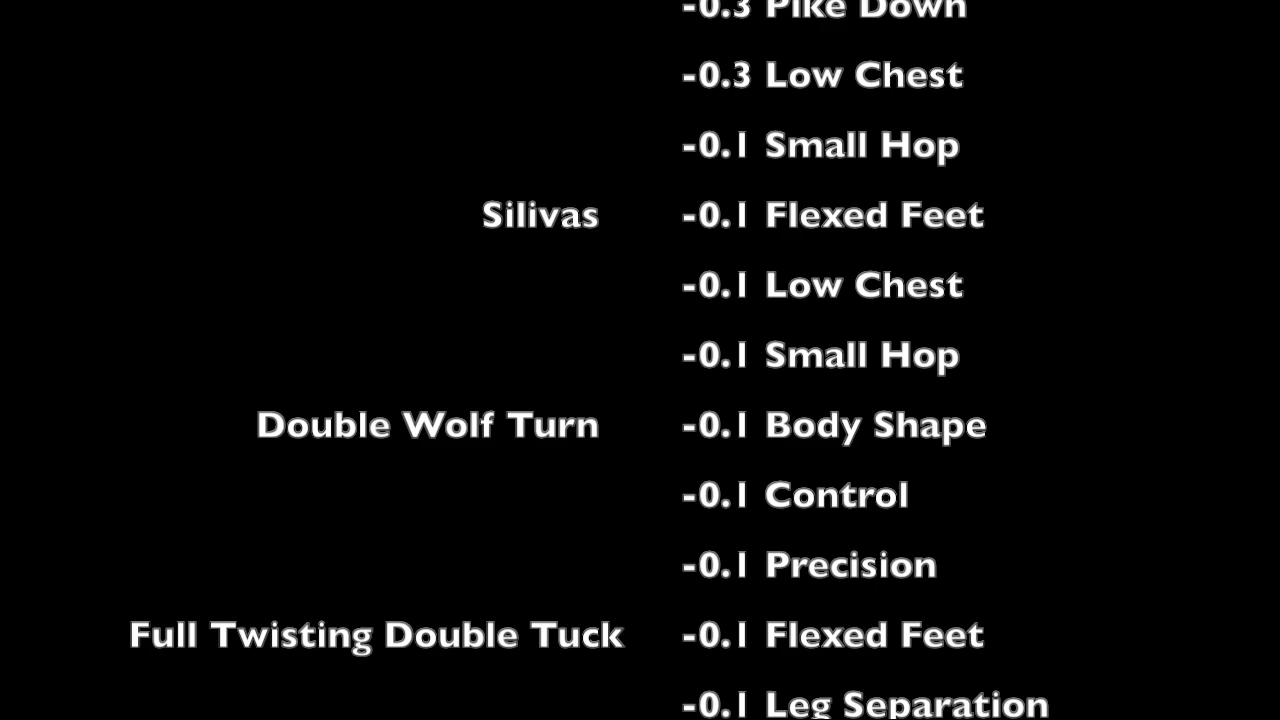 -0.3 Pike Down
-0.3 Low Chest
-0.1 Small Hop
Silivas -0.1 Flexed Feet
-0.1 Low Chest
-0.1 Small Hop
Double Wolf Turn -0.1 Body Shape
-0.1 Control
-0.1 Precision
Full Twisting Double Tuck -0.1 Flexed Feet
-0.1 Leg Separation